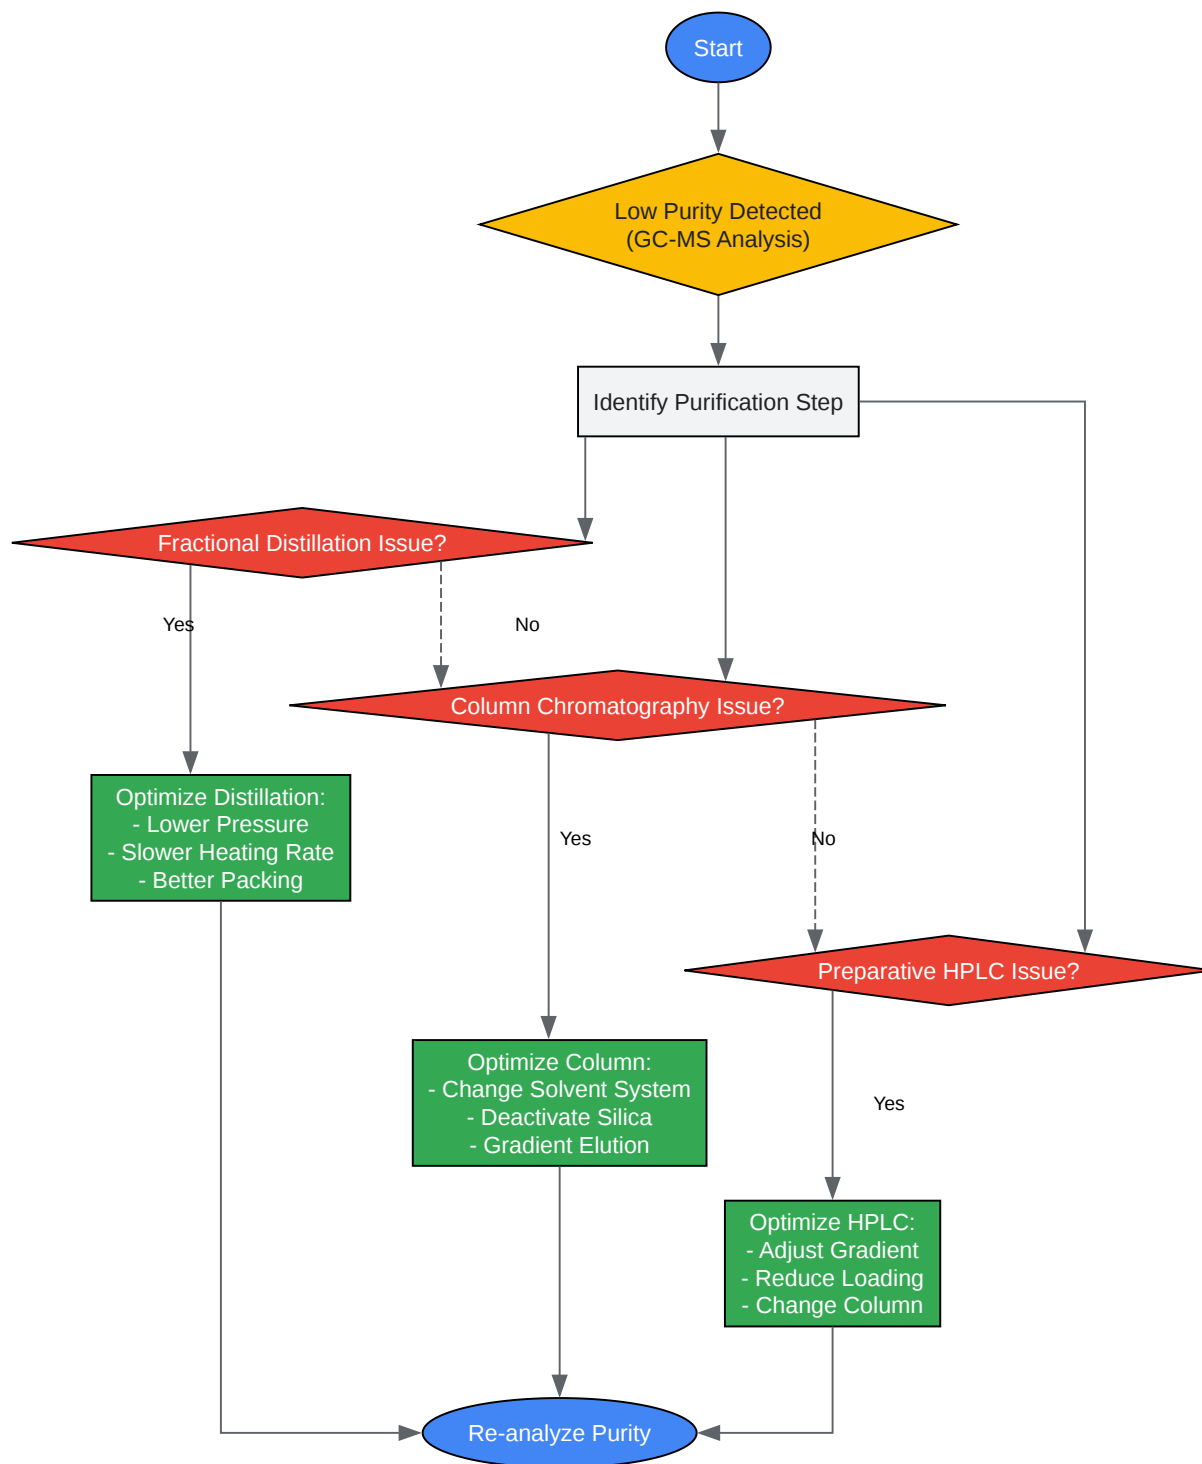 Start
Low Purity Detected
(GC-MS Analysis)
Identify Purification Step
Fractional Distillation Issue?
Yes
No
Column Chromatography Issue?
Optimize Distillation:
- Lower Pressure
- Slower Heating Rate
- Better Packing
Yes
No
Preparative HPLC Issue?
Optimize Column:
- Change Solvent System
- Deactivate Silica
- Gradient Elution
Yes
Optimize HPLC:
- Adjust Gradient
- Reduce Loading
- Change Column
Re-analyze Purity